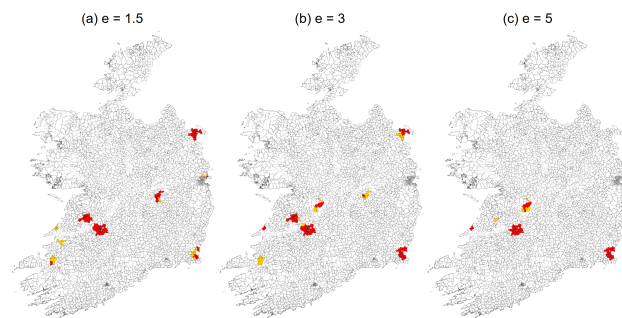 (a) e = 1.5
(b) e = 3
(c) e = 5